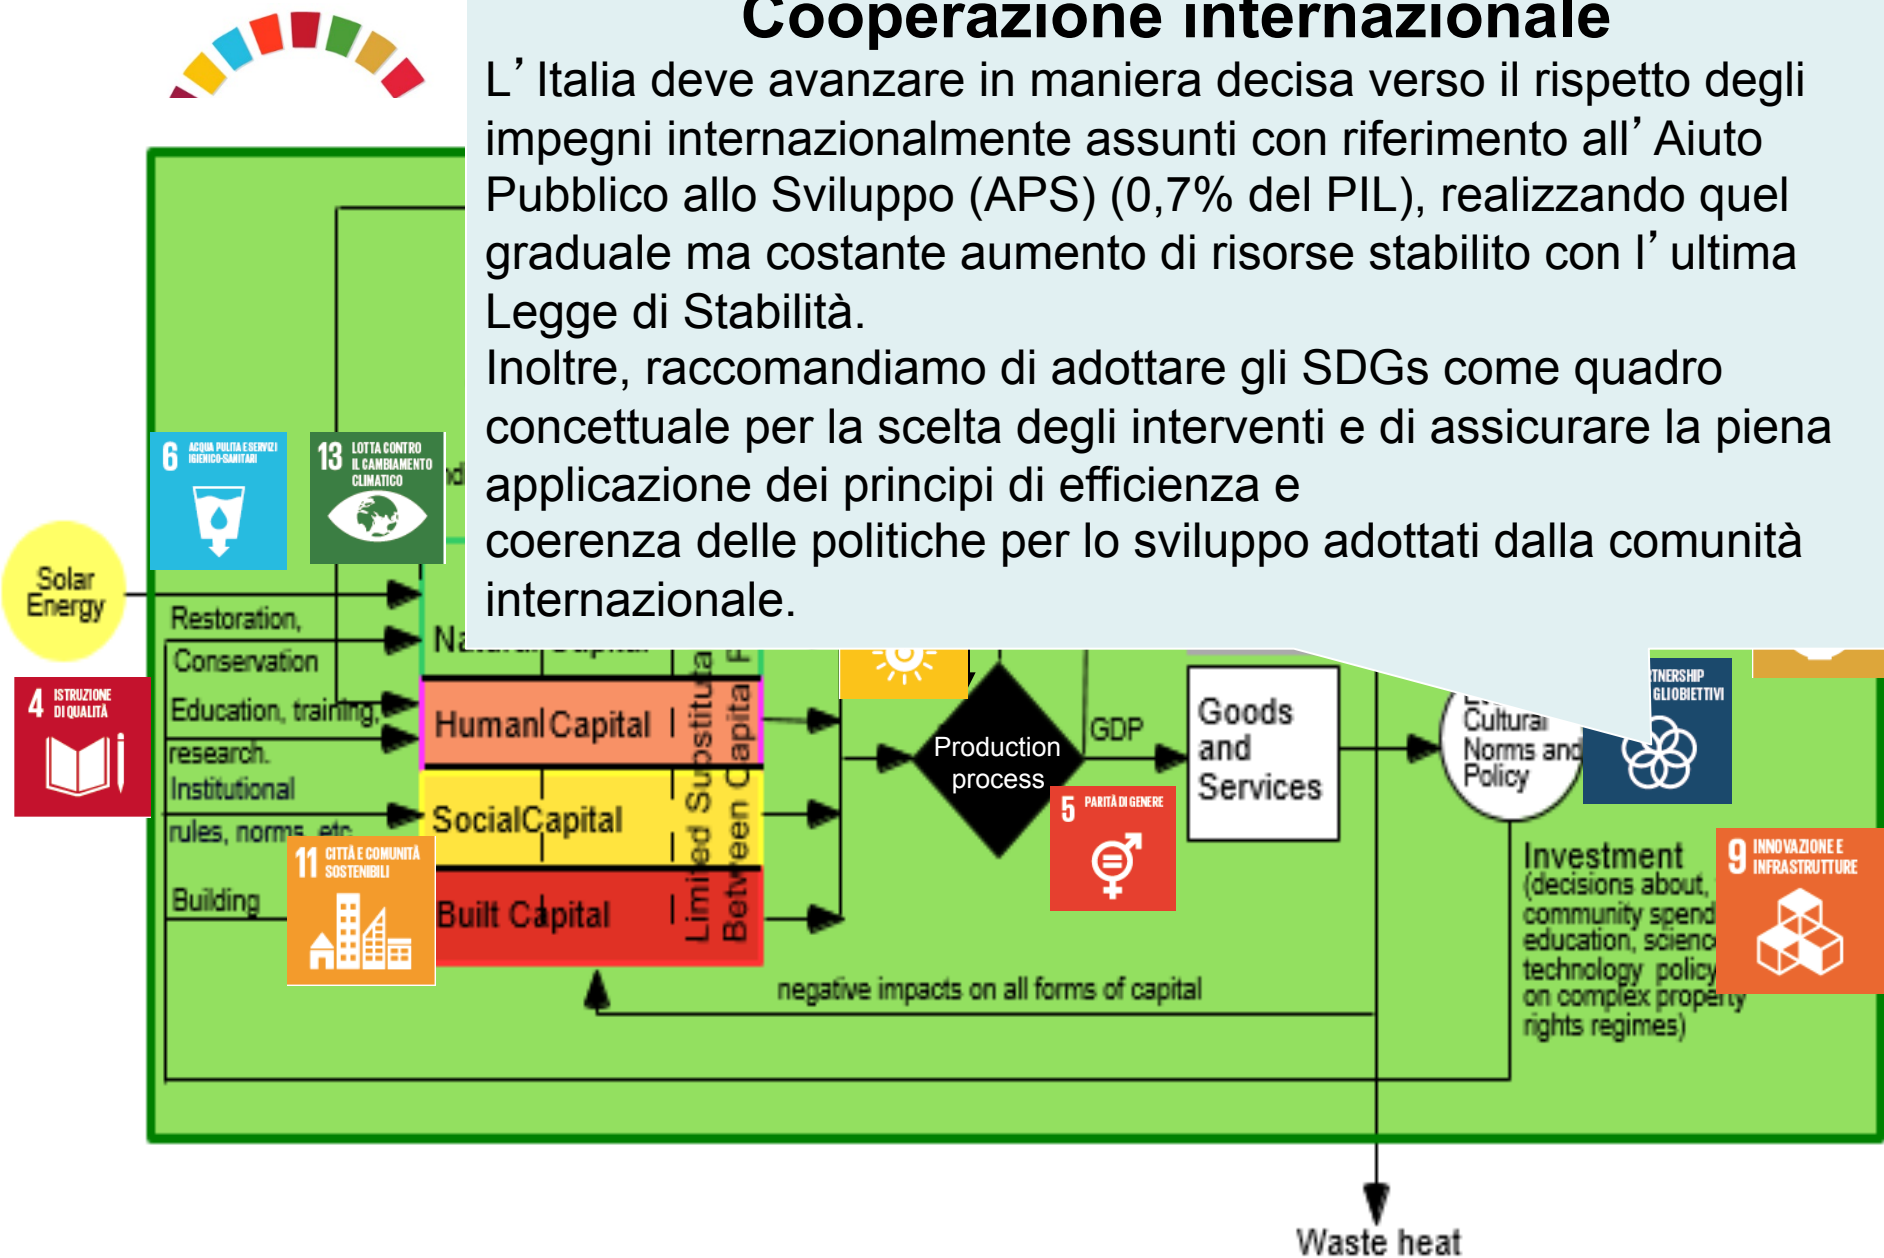 Cooperazione internazionale
L’Italia deve avanzare in maniera decisa verso il rispetto degli
impegni internazionalmente assunti con riferimento all’Aiuto
Pubblico allo Sviluppo (APS) (0,7% del PIL), realizzando quel
graduale ma costante aumento di risorse stabilito con l’ultima
Legge di Stabilità.
Inoltre, raccomandiamo di adottare gli SDGs come quadro
concettuale per la scelta degli interventi e di assicurare la piena
applicazione dei principi di efficienza e
coerenza delle politiche per lo sviluppo adottati dalla comunità
internazionale.
6 ACQUA PULITA E SERVIZI
IGIENICO-SANITARI
13 LOTTA CONTRO
IL CAMBIAMENTO
CLIMATICO
Solar
Energy
Restoration,
Conservation
Education, training,
research.
Institutional
rules, norms, etc.
Building
4 ISTRUZIONE
DI QUALITÀ
11 CITTÀ E COMUNITÀ
SOSTENIBILI
Natural Capital
Human Capital
SocialCapital
Built Capital
Limited
Between Capital
Production
process
GDP
5 PARITÀ DI GENERE
Goods
and
Services
Cultural
Norms and
Policy
GLI OBIETTIVI
Investment
(decisions about,
community spend
education, science
technology policy
on complex property
rights regimes)
9 INNOVAZIONE E
INFRASTRUTTURE
negative impacts on all forms of capital
Waste heat